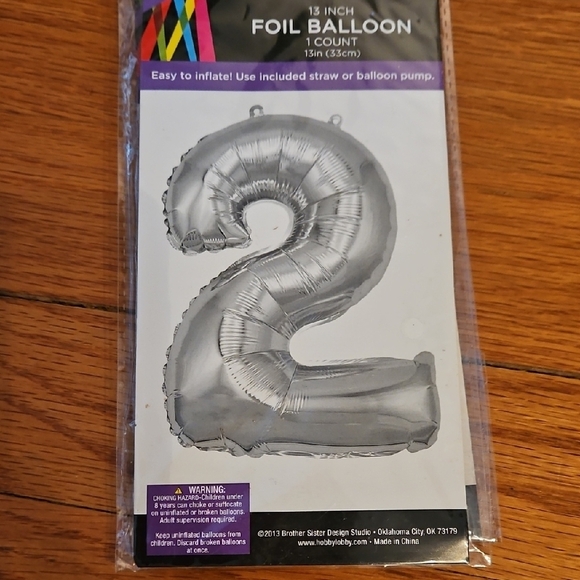 13 INCH
FOIL BALLOON
1 COUNT
13in (33cm)
Easy to inflate! Use included straw or balloon pump.
2
WARNING:
CHOKING HAZARD-Children under
8 years can choke or suffocate
on uninflated or broken balloons.
Adult supervision required.
Keep uninflated balloons from
children. Discard broken balloons
at once.
©2013 Brother Sister Design Studio • Oklahoma City, OK 73179
www.hobbylobby.com • Made in China